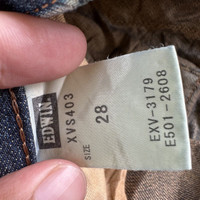 EDWIN.
XVS403
SIZE 28
EXV-3179
E501-2608